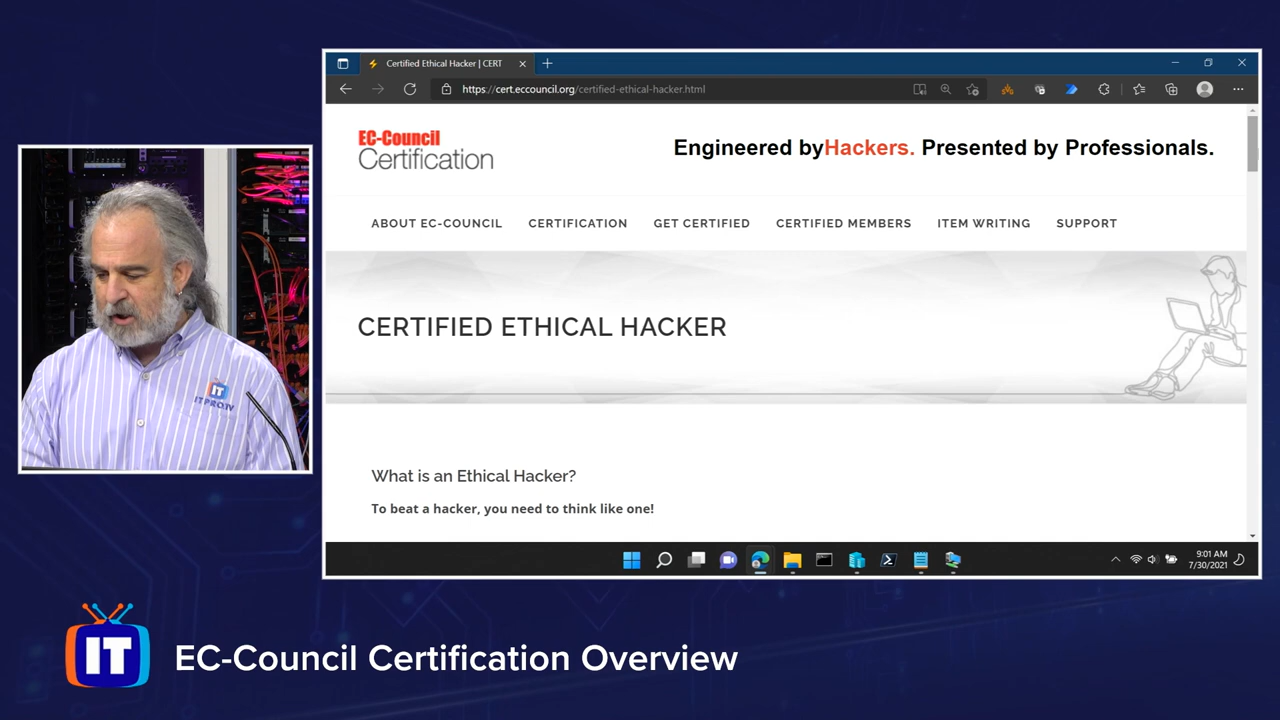 Certified Ethical Hacker | CERT
https://cert.eccouncil.org/certified-ethical-hacker.html
EC-Council
Certification
Engineered byHackers. Presented by Professionals.
ABOUT EC-COUNCIL CERTIFICATION GET CERTIFIED CERTIFIED MEMBERS ITEM WRITING SUPPORT
CERTIFIED ETHICAL HACKER
What is an Ethical Hacker?
To beat a hacker, you need to think like one!
9:01 AM
7/30/2021
IT
ITPROTV
IT
EC-Council Certification Overview